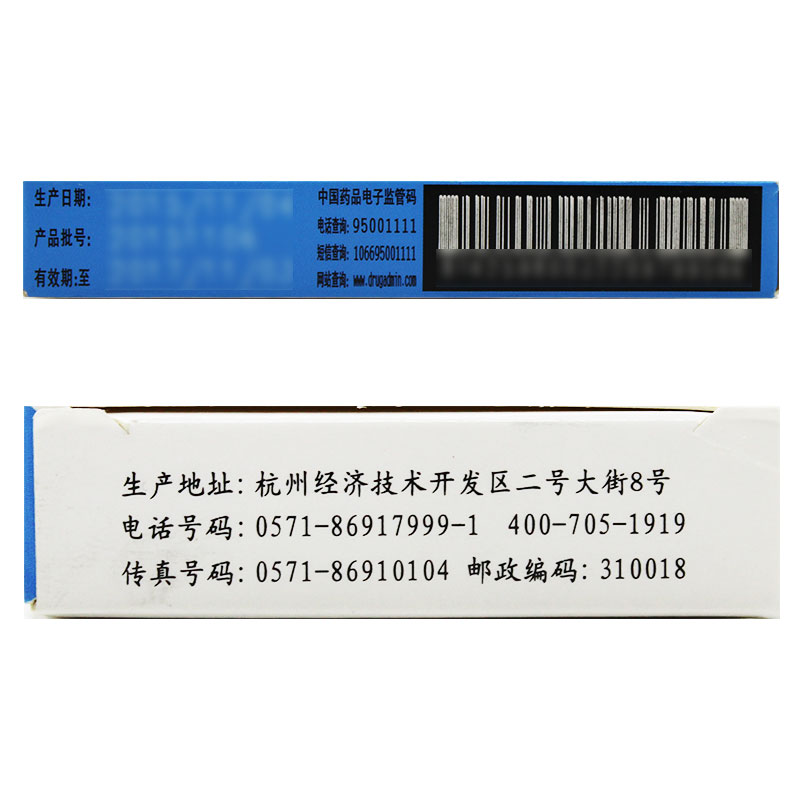 生产日期:
产品批号:
有效期:至
中国药品电子监管码
电话查询: 95001111
短信查询: 106695001111
网站查询: www.drugadmin.com
生产地址: 杭州经济技术开发区二号大街8号
电话号码: 0571-86917999-1 400-705-1919
传真号码: 0571-86910104 邮政编码: 310018